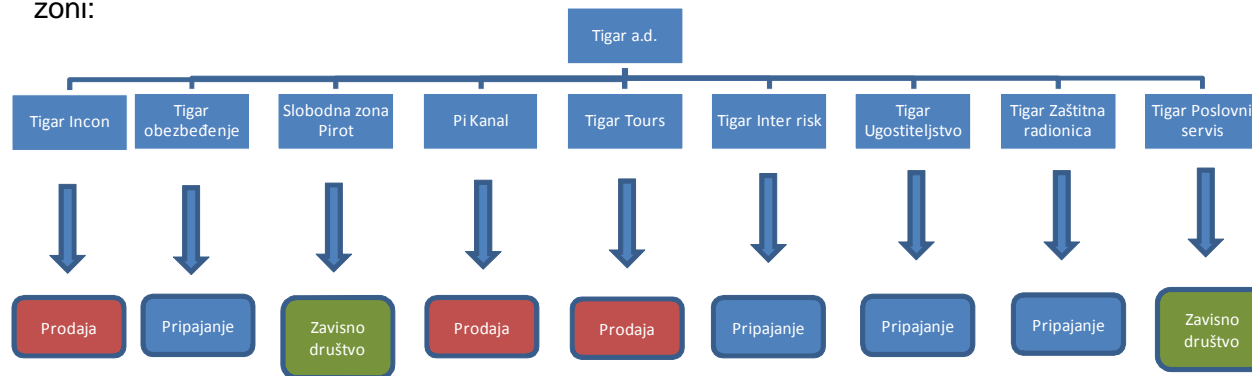 zoni:
Tigar a.d.
Tigar Incon
Tigar
obezbeđenje
Slobodna zona
Pirot
Pi Kanal
Tigar Tours
Tigar Inter risk
Tigar
Ugostiteljstvo
Tigar Zaštitna
radionica
Tigar Poslovni
servis
Prodaja
Pripajanje
Zavisno
društvo
Prodaja
Prodaja
Pripajanje
Pripajanje
Pripajanje
Zavisno
društvo